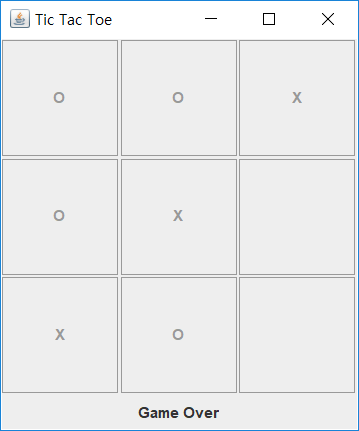 Tic Tac Toe
O O X
O X
X O
Game Over